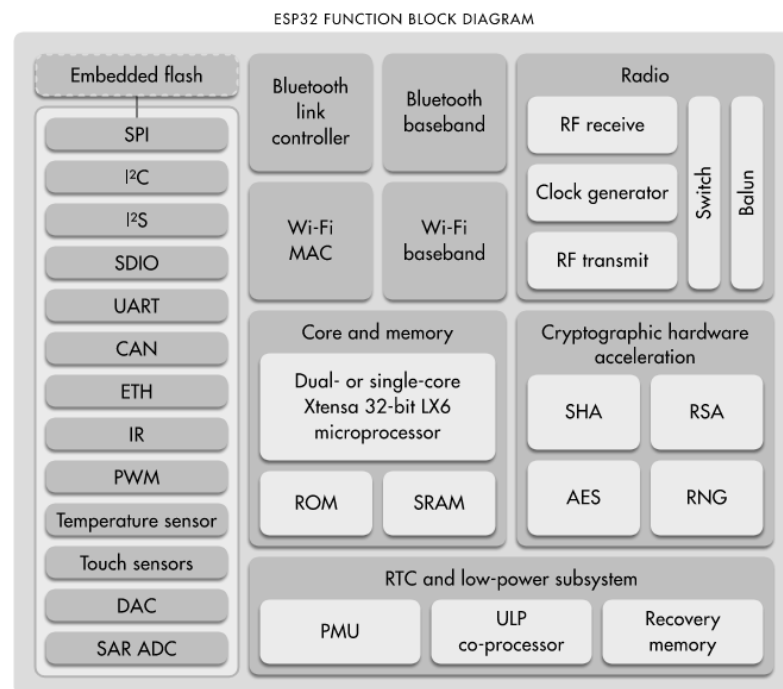 ESP32 FUNCTION BLOCK DIAGRAM
Embedded flash
SPI
I²C
I²S
SDIO
UART
CAN
ETH
IR
PWM
Temperature sensor
Touch sensors
DAC
SAR ADC
Bluetooth
link
controller
Bluetooth
baseband
Wi-Fi
MAC
Wi-Fi
baseband
Radio
RF receive
Clock generator
RF transmit
Switch
Balun
Core and memory
Dual- or single-core
Xtensa 32-bit LX6
microprocessor
ROM
SRAM
Cryptographic hardware
acceleration
SHA
RSA
AES
RNG
RTC and low-power subsystem
PMU
ULP
co-processor
Recovery
memory